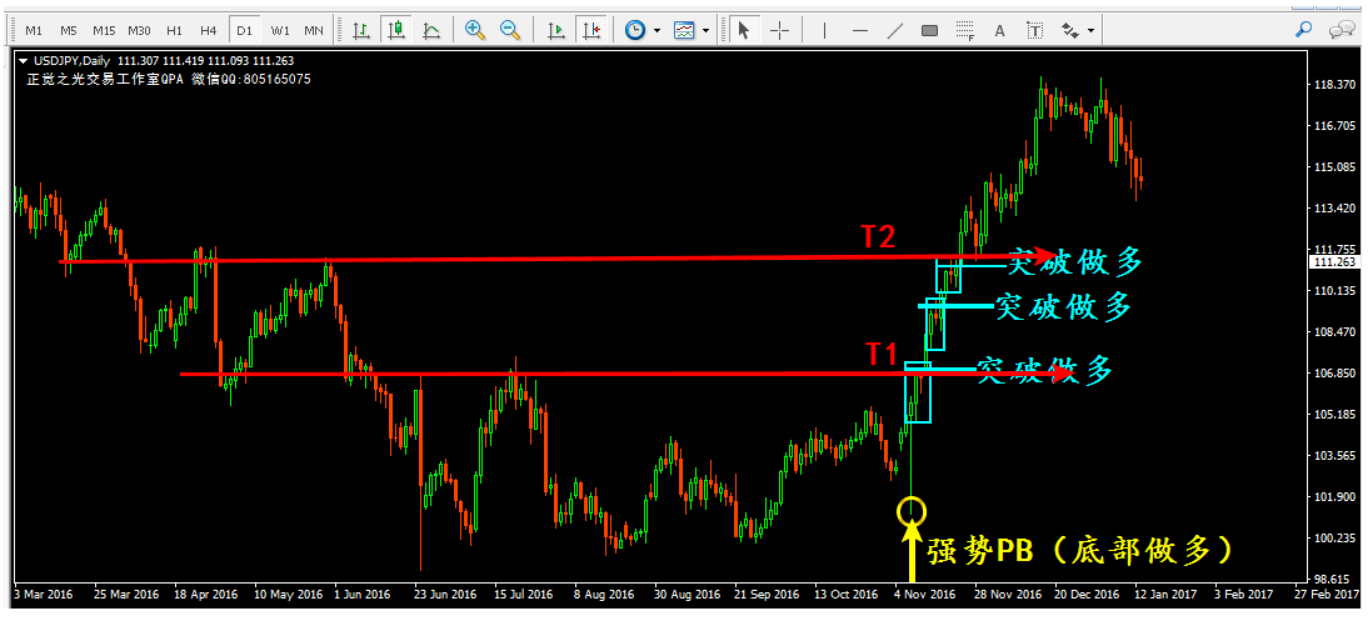 M1 M5 M15 M30 H1 H4 D1 W1 MN F A T
USDJPY,Daily 111.307 111.419 111.093 111.263
正觉之光交易工作室QPA 微信QQ:805165075
118.370
116.705
115.085
113.420
T2
111.755
突破做多
111.263
110.135
突破做多
108.470
T1
突破做多
106.850
105.185
103.565
101.900
100.235
强势PB（底部做多）
98.615
3 Mar 2016 25 Mar 2016 18 Apr 2016 10 May 2016 1 Jun 2016 23 Jun 2016 15 Jul 2016 8 Aug 2016 30 Aug 2016 21 Sep 2016 13 Oct 2016 4 Nov 2016 28 Nov 2016 20 Dec 2016 12 Jan 2017 3 Feb 2017 27 Feb 2017